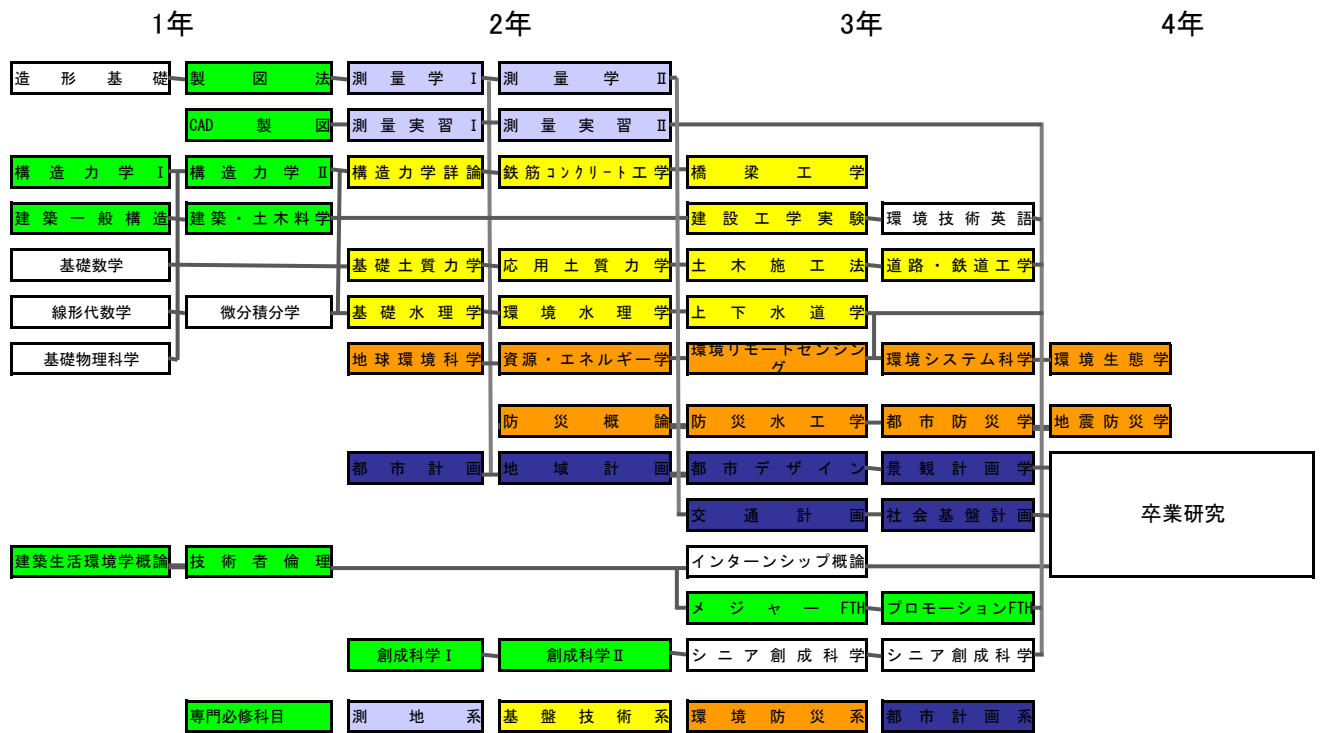 1年 2年 3年 4年
造形基礎 製図法 測量学Ⅰ 測量学Ⅱ
CAD製図 測量実習Ⅰ 測量実習Ⅱ
構造力学Ⅰ 構造力学Ⅱ 構造力学詳論 鉄筋コンクリート工学 橋梁工学
建築一般構造 建築・土木料学 建設工学実験 環境技術英語
基礎数学 基礎土質力学 応用土質力学 土木施工法 道路・鉄道工学
線形代数学 微分積分学 基礎水理学 環境水理学 上下水道学
基礎物理科学 地球環境科学 資源・エネルギー学 環境リモートセンシング 環境システム科学 環境生態学
防災概論 防災水工学 都市防災学 地震防災学
都市計画 地域計画 都市デザイン 景観計画学
交通計画 社会基盤計画 卒業研究
建築生活環境学概論 技術者倫理 インターンシップ概論
メジャーFTH プロモーションFTH
創成科学Ⅰ 創成科学Ⅱ シニア創成科学 シニア創成科学
専門必修科目 測地系 基盤技術系 環境防災系 都市計画系